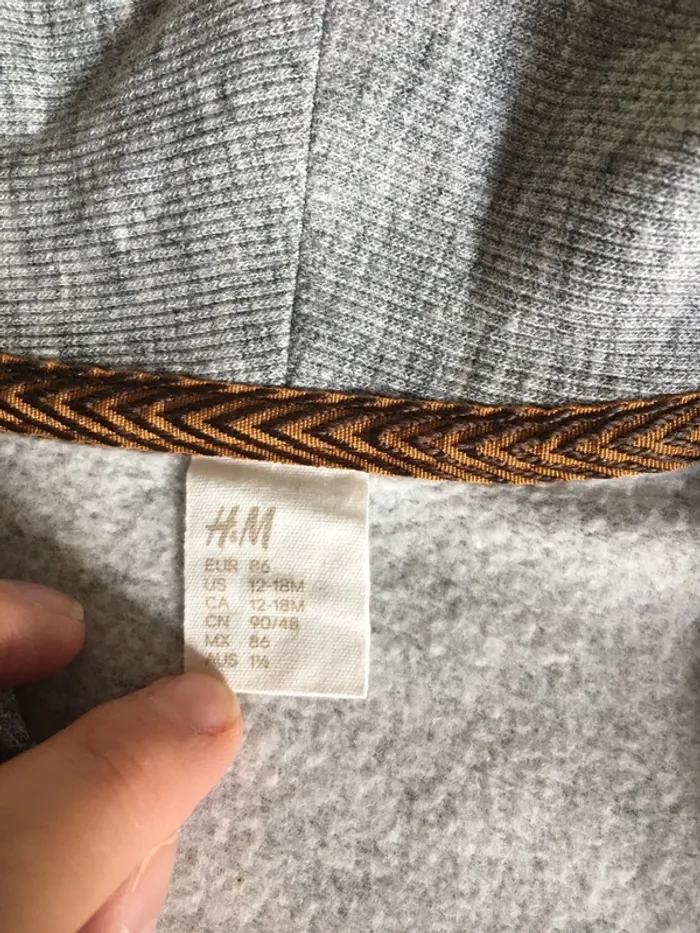 H&M
EUR 86
US 12-18M
CA 12-18M
CN 90/48
MX 86
AUS 1½